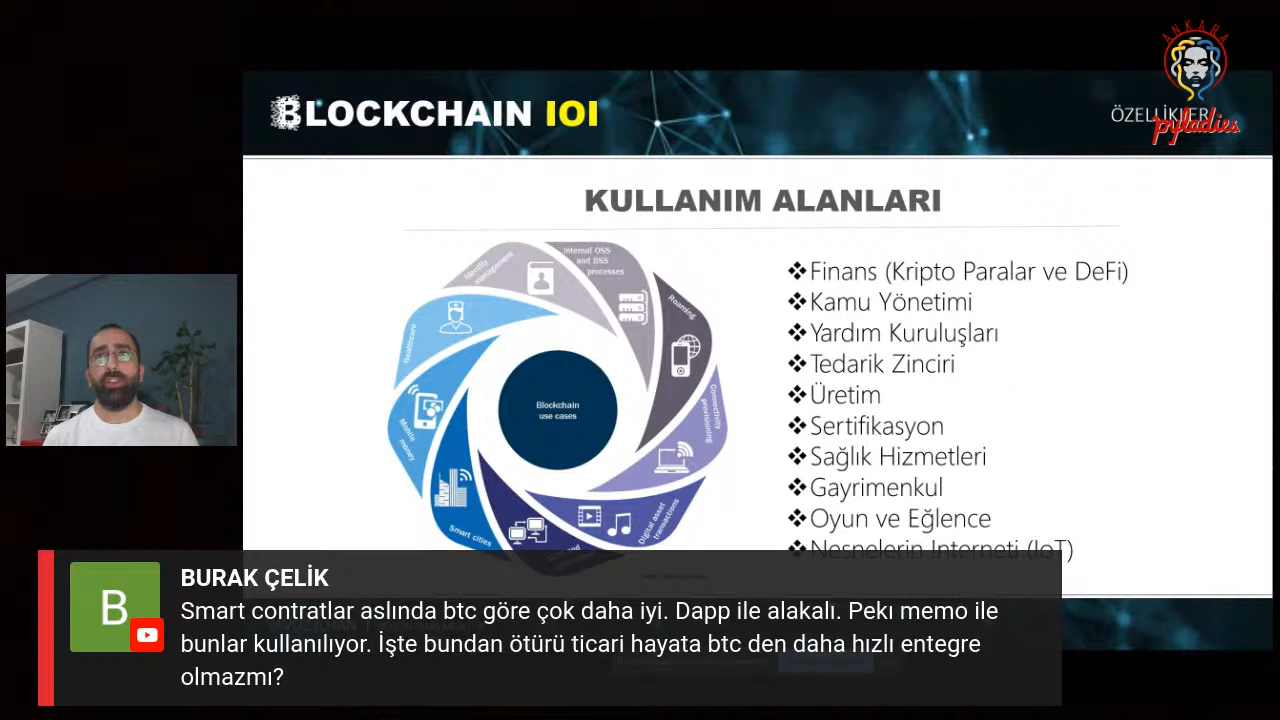 ANKARA
pyladies
BLOCKCHAIN 101
ÖZELLİKLER
KULLANIM ALANLARI
Identity
management
Internal OSS
and BSS
processes
Roaming
Healthcare
Connectivity
provisioning
Mobile
money
Blockchain
use cases
Smart cities
Digital asset
transactions
❖Finans (Kripto Paralar ve DeFi)
❖Kamu Yönetimi
❖Yardım Kuruluşları
❖Tedarik Zinciri
❖Üretim
❖Sertifikasyon
❖Sağlık Hizmetleri
❖Gayrimenkul
❖Oyun ve Eğlence
❖Nesnelerin İnterneti (IoT)
B
BURAK ÇELİK
Smart contratlar aslında btc göre çok daha iyi. Dapp ile alakalı. Pekı memo ile
bunlar kullanılıyor. İşte bundan ötürü ticari hayata btc den daha hızlı entegre
olmazmı?